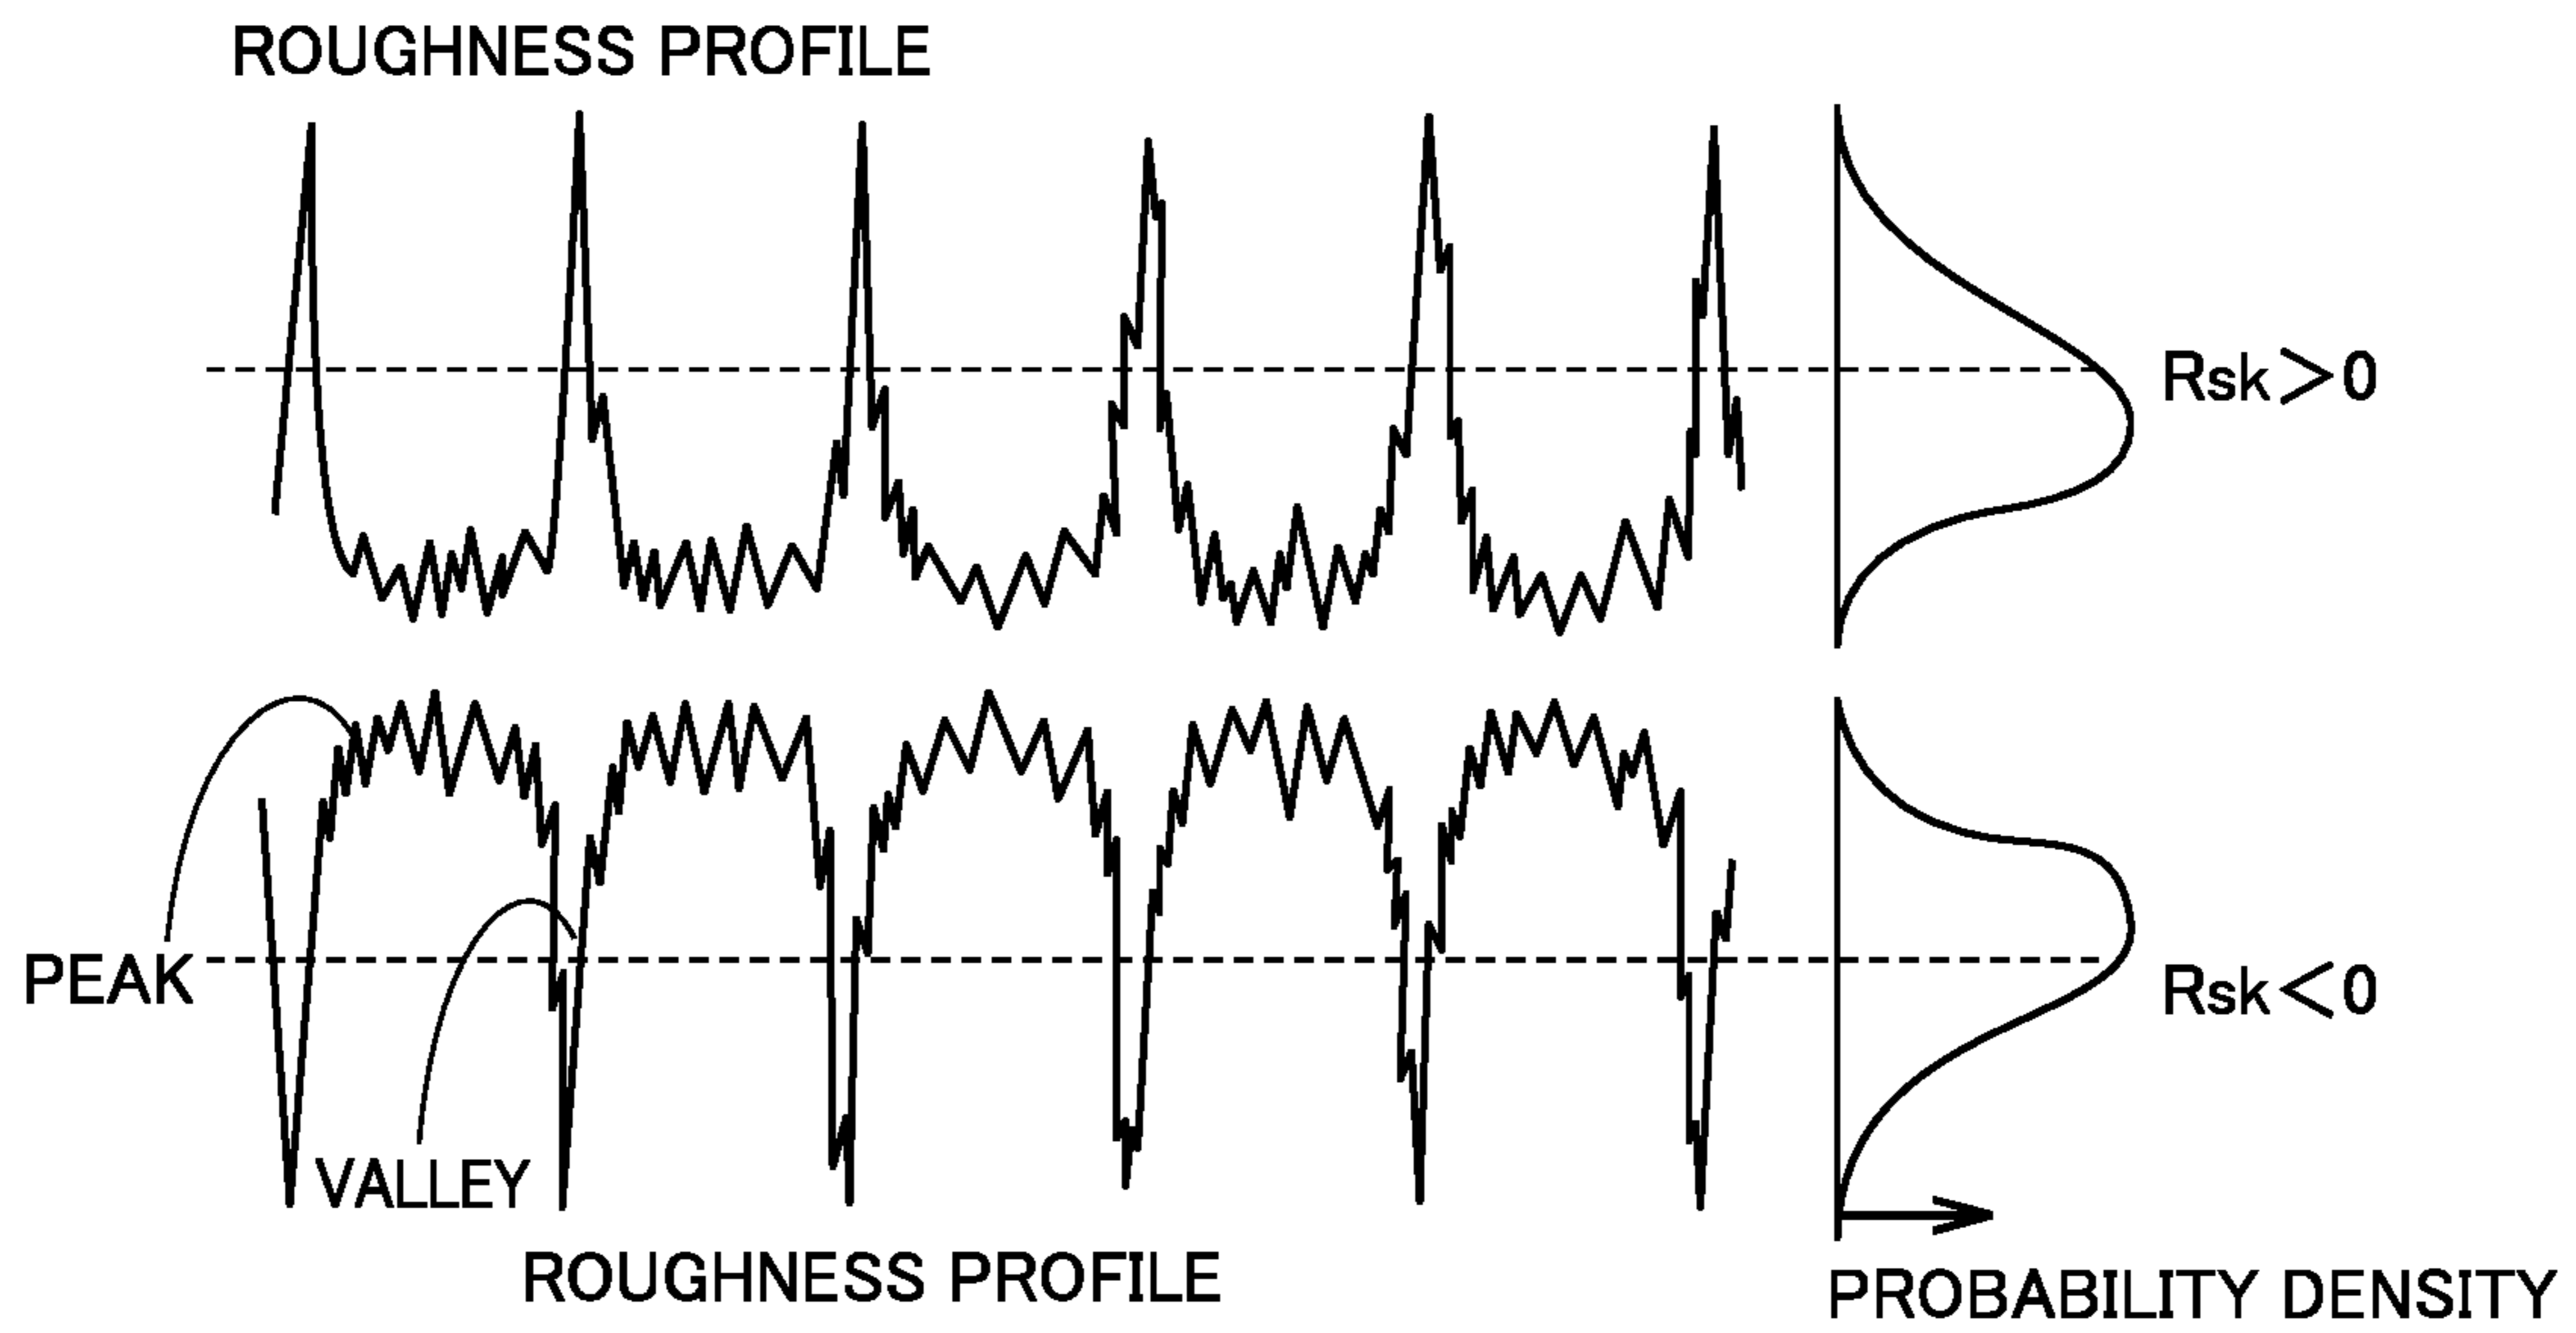 ROUGHNESS PROFILE
Rsk>0
PEAK
Rsk<0
VALLEY
ROUGHNESS PROFILE
PROBABILITY DENSITY